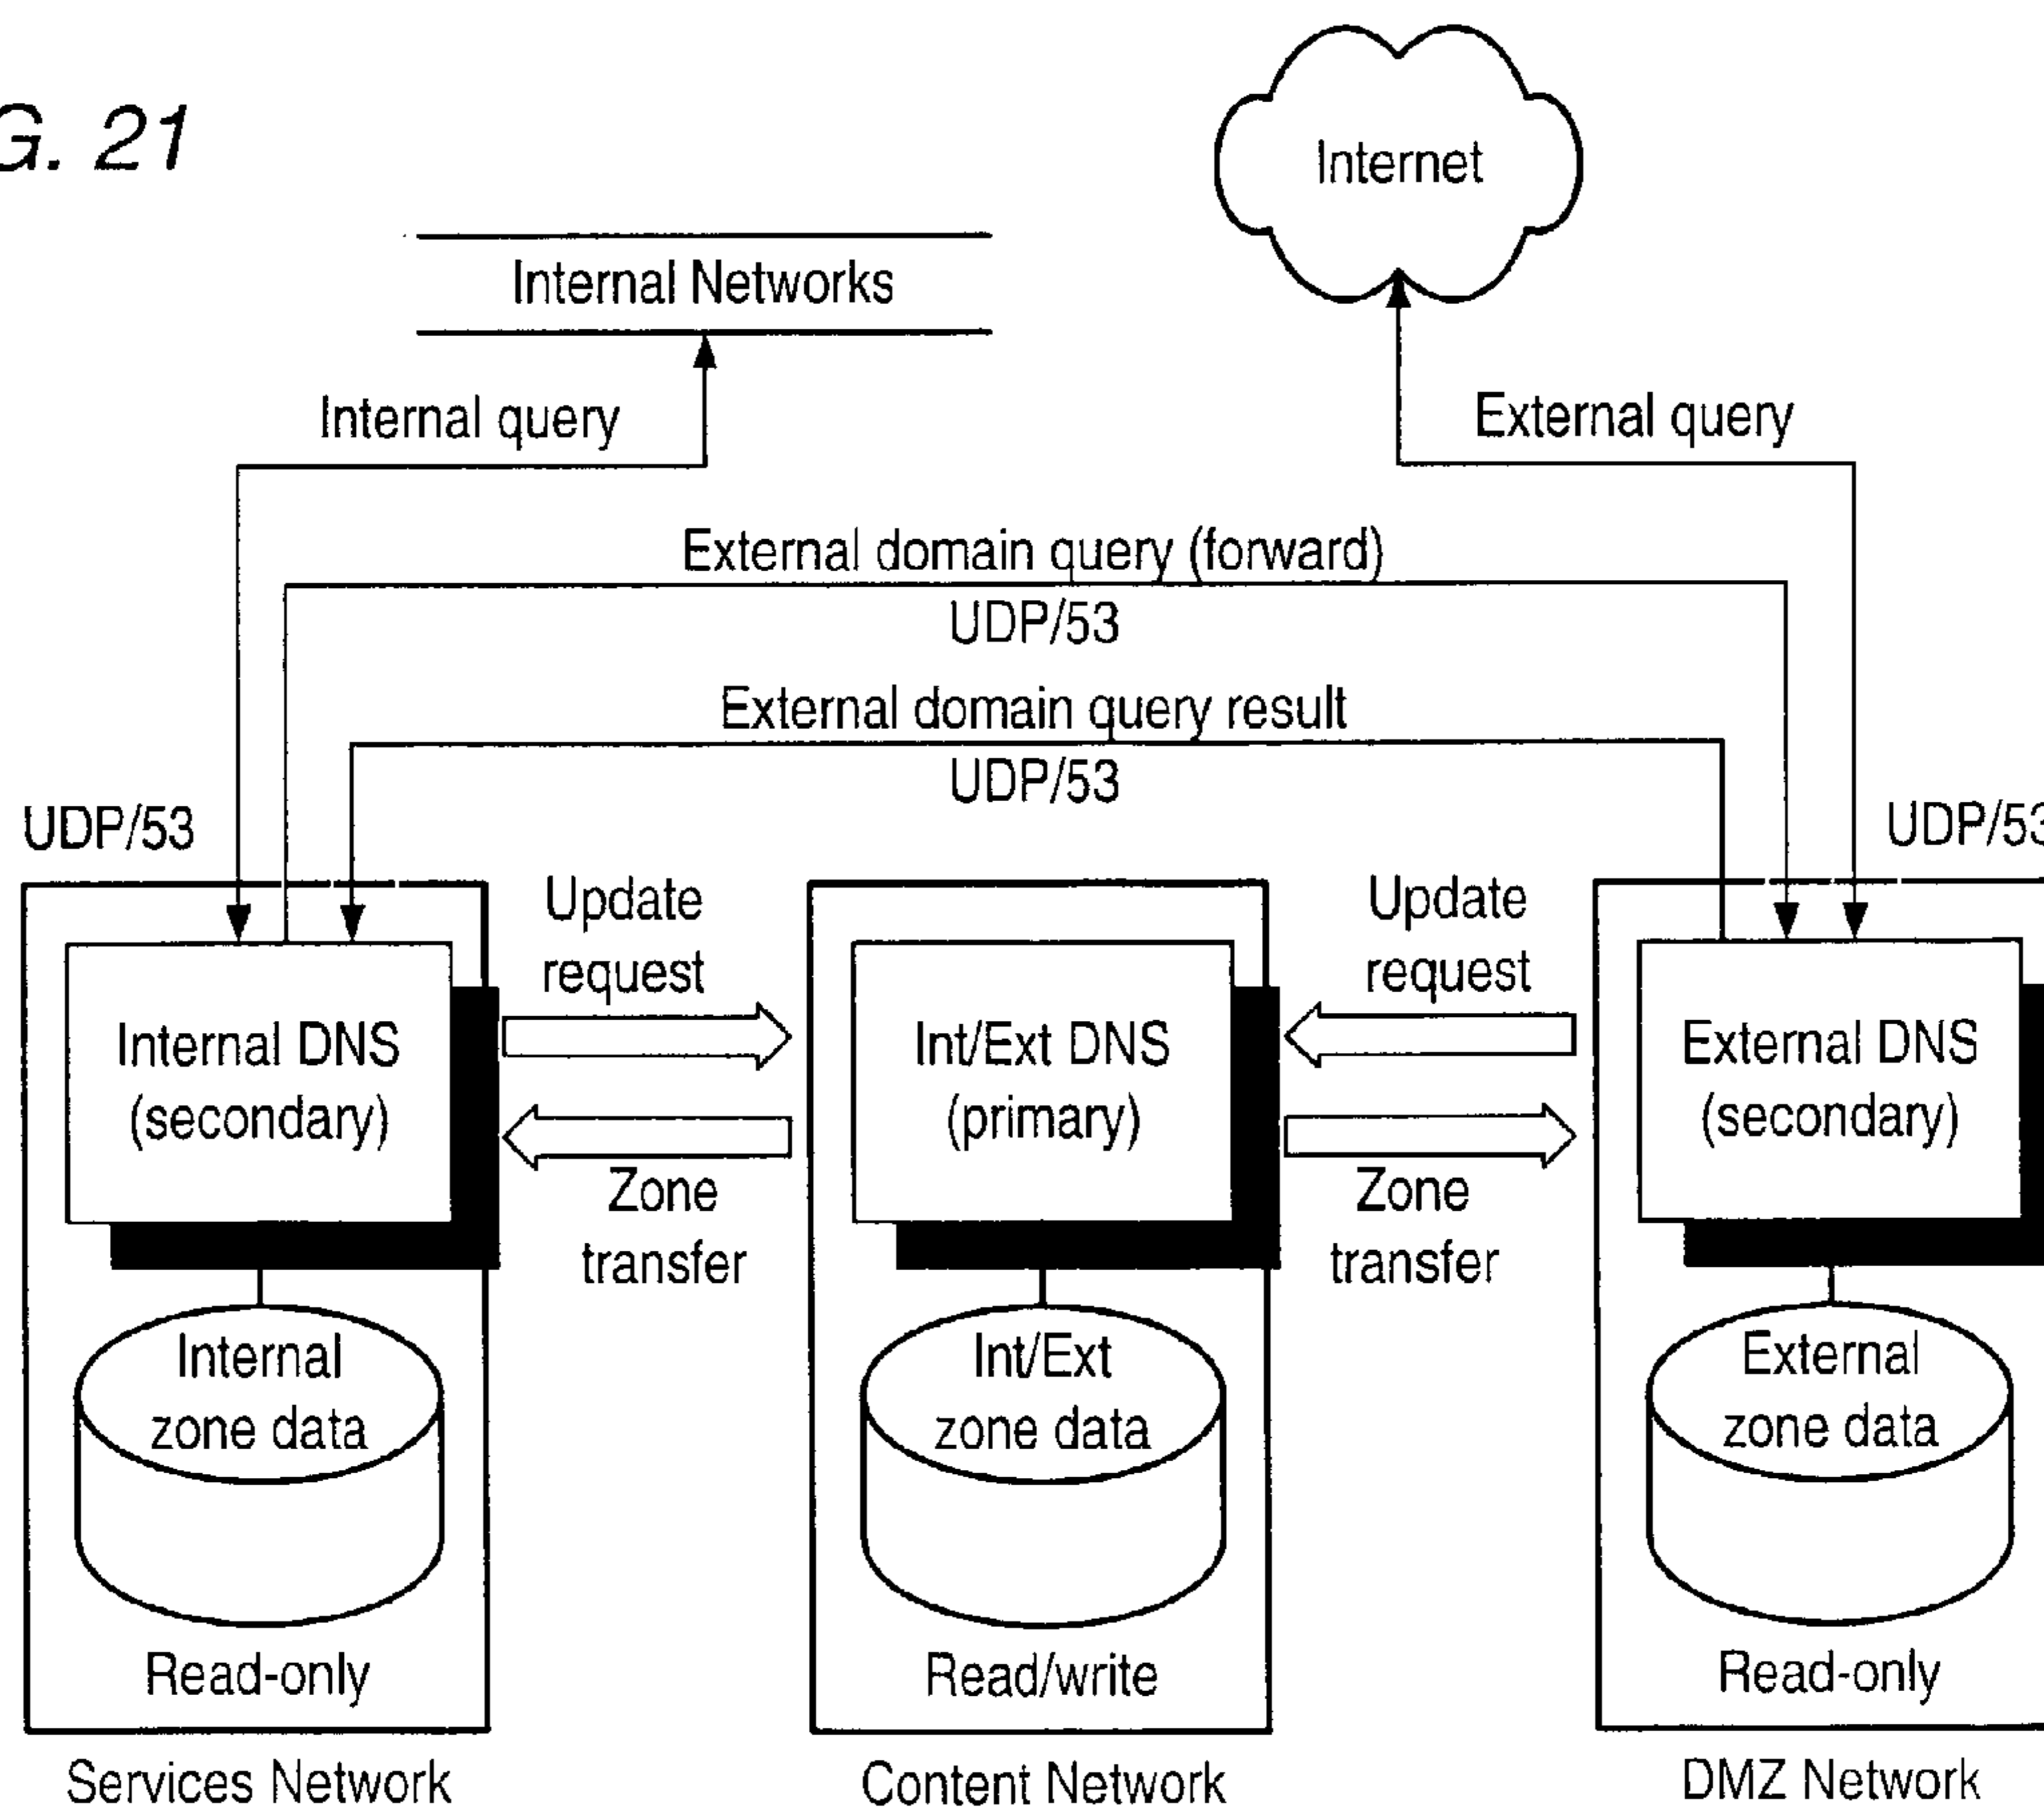 G. 21
Internet
Internal Networks
Internal query
External query
External domain query (forward)
UDP/53
External domain query result
UDP/53
UDP/53
UDP/53
Update
request
Update
request
Internal DNS
(secondary)
Int/Ext DNS
(primary)
External DNS
(secondary)
Zone
transfer
Zone
transfer
Internal
zone data
Int/Ext
zone data
External
zone data
Read-only
Read/write
Read-only
Services Network
Content Network
DMZ Network